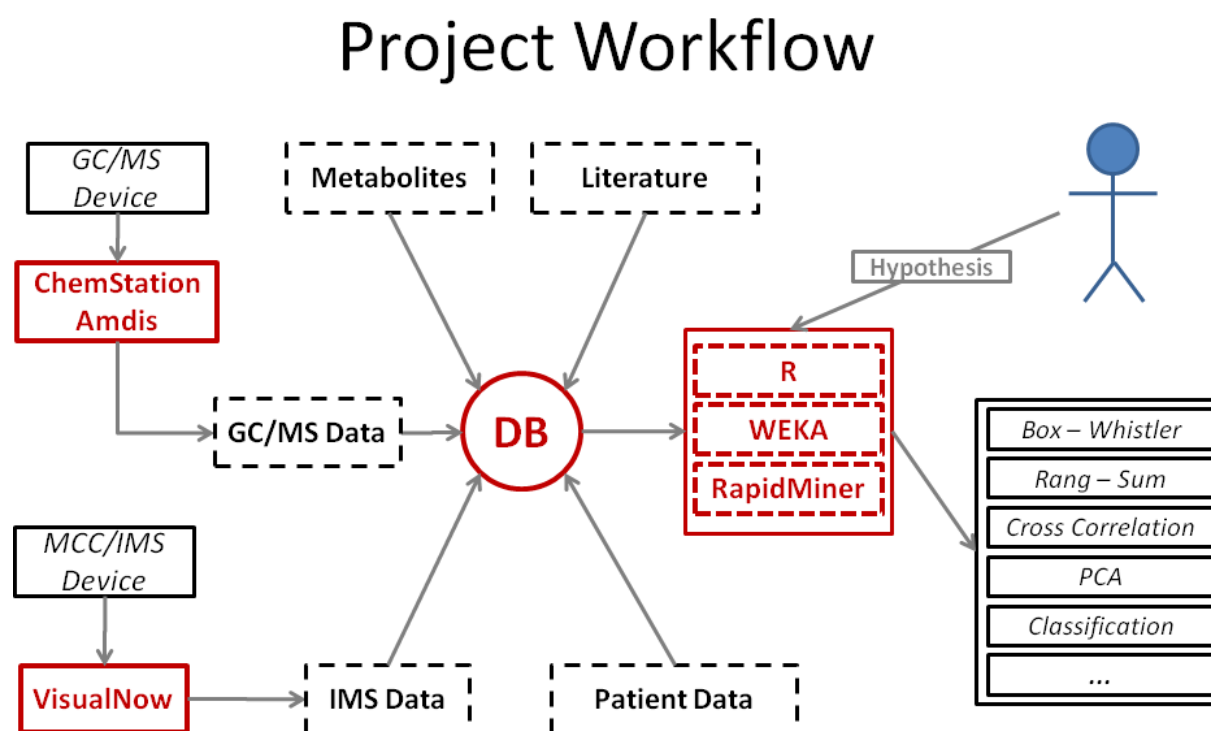 Project Workflow
GC/MS
Device
Metabolites
Literature
ChemStation
Amdis
Hypothesis
R
WEKA
RapidMiner
GC/MS Data
DB
Box – Whistler
Rang – Sum
Cross Correlation
PCA
Classification
...
MCC/IMS
Device
VisualNow
IMS Data
Patient Data